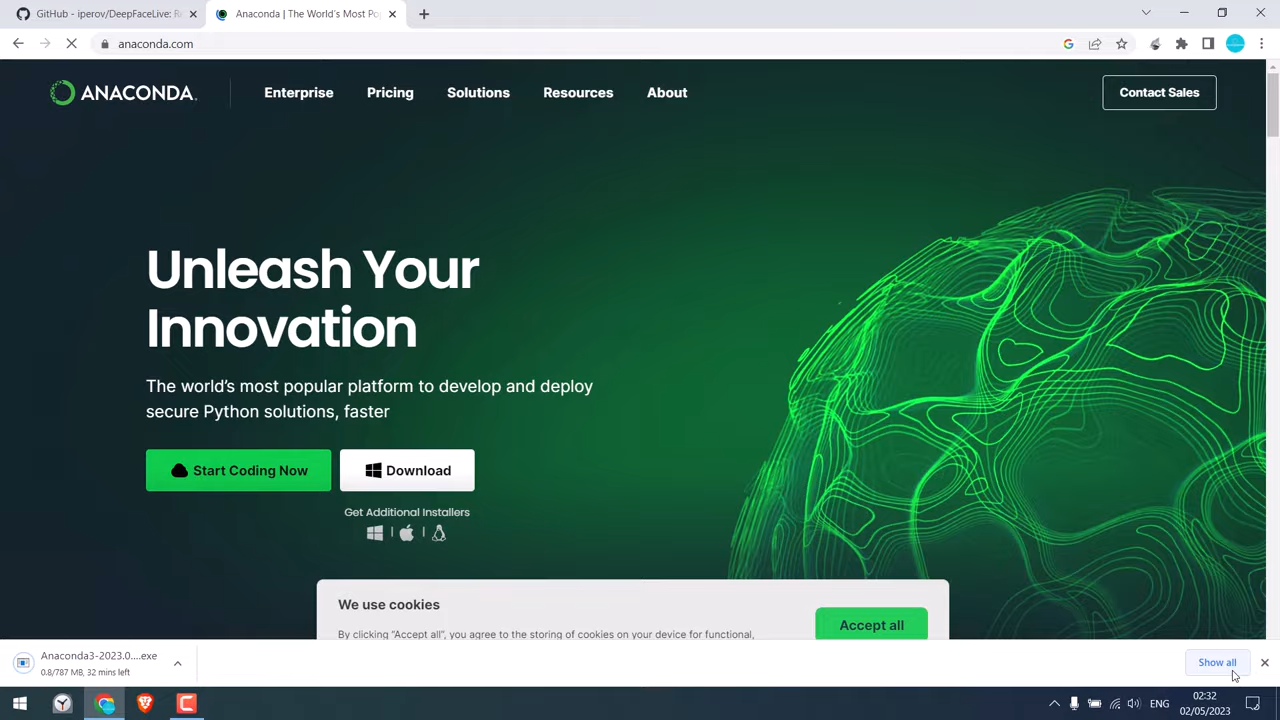 GitHub - iperov/DeepFaceLive: Re
Anaconda | The World's Most Po
anaconda.com
ANACONDA
Enterprise
Pricing
Solutions
Resources
About
Contact Sales
Unleash Your
Innovation
The world's most popular platform to develop and deploy
secure Python solutions, faster
Start Coding Now
Download
Get Additional Installers
We use cookies
By clicking “Accept all”, you agree to the storing of cookies on your device for functional,
Accept all
Anaconda3-2023.0....exe
0.8/787 MB, 32 mins left
Show all
ENG
02:32
02/05/2023